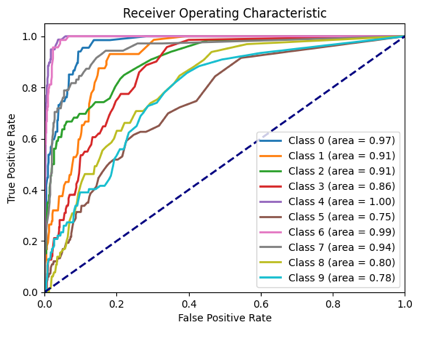 Receiver Operating Characteristic
True Positive Rate
1.0
0.8
0.6
0.4
0.2
0.0
Class 0 (area = 0.97)
Class 1 (area = 0.91)
Class 2 (area = 0.91)
Class 3 (area = 0.86)
Class 4 (area = 1.00)
Class 5 (area = 0.75)
Class 6 (area = 0.99)
Class 7 (area = 0.94)
Class 8 (area = 0.80)
Class 9 (area = 0.78)
0.0 0.2 0.4 0.6 0.8 1.0
False Positive Rate